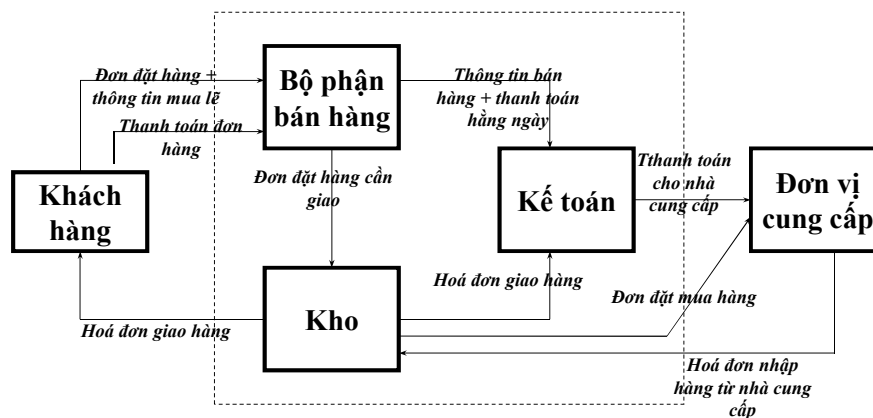 Đơn đặt hàng +
thông tin mua lẽ
Thanh toán đơn
hàng
Bộ phận
bán hàng
Thông tin bán
hàng + thanh toán
hằng ngày
Khách
hàng
Đơn đặt hàng cần
giao
Kế toán
Tthanh toán
cho nhà
cung cấp
Đơn vị
cung cấp
Hoá đơn giao hàng
Kho
Hoá đơn giao hàng
Đơn đặt mua hàng
Hoá đơn nhập
hàng từ nhà cung
cấp